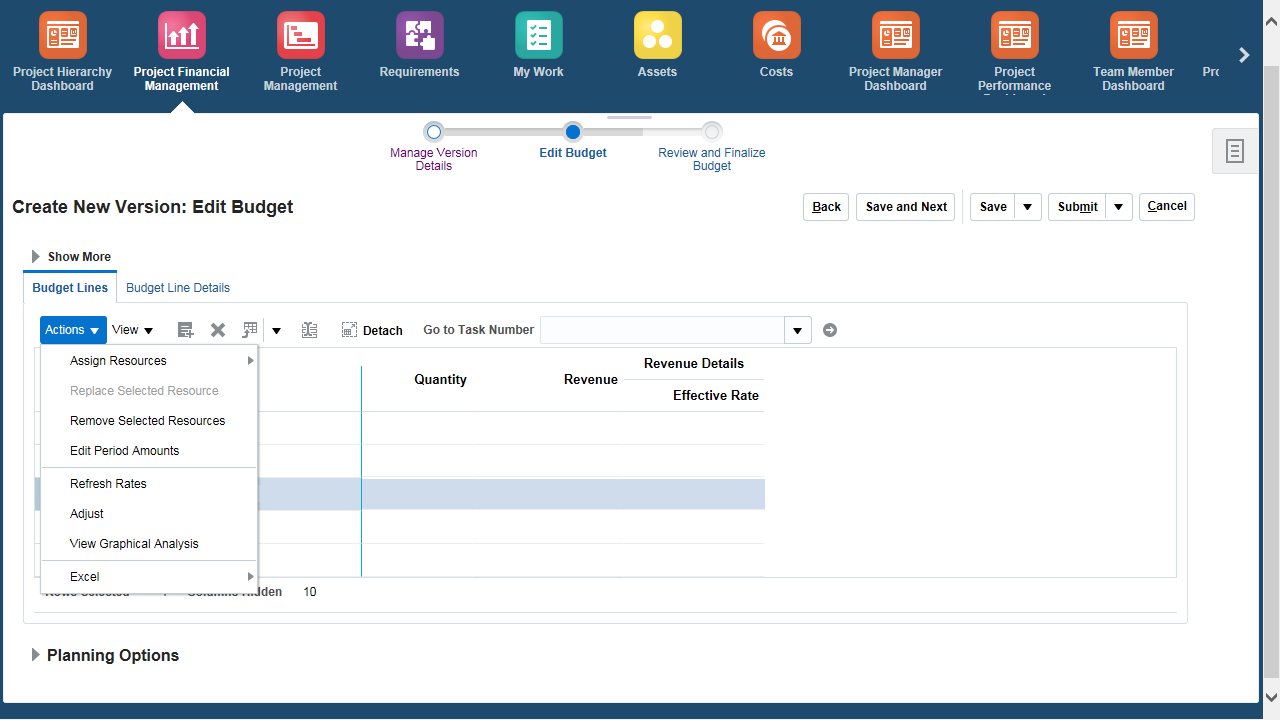 Project Hierarchy Dashboard
Project Financial Management
Project Management
Requirements
My Work
Assets
Costs
Project Manager Dashboard
Project Performance
Team Member Dashboard
Manage Version Details
Edit Budget
Review and Finalize Budget
Create New Version: Edit Budget
Back
Save and Next
Save
Submit
Cancel
Show More
Budget Lines
Budget Line Details
Actions
View
Detach
Go to Task Number
Assign Resources
Replace Selected Resource
Remove Selected Resources
Edit Period Amounts
Refresh Rates
Adjust
View Graphical Analysis
Excel
Quantity
Revenue
Revenue Details
Effective Rate
Rows Selected
Columns Hidden 10
Planning Options